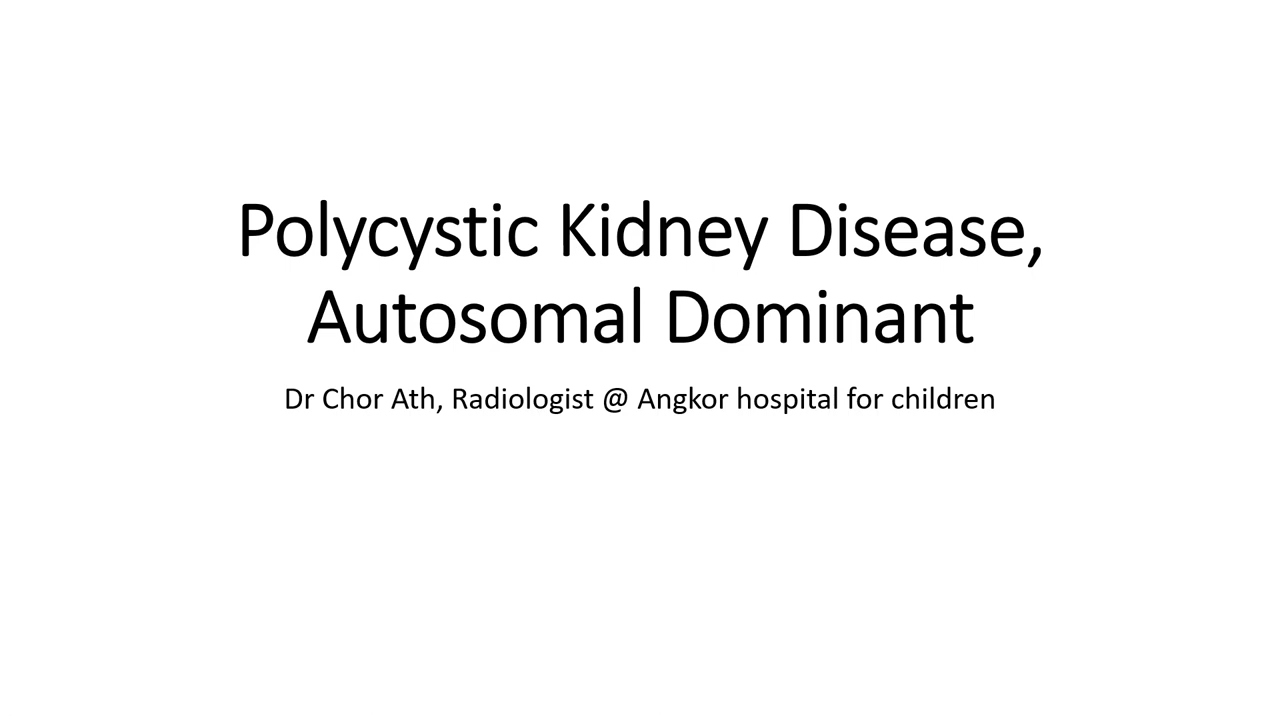 Polycystic Kidney Disease,
Autosomal Dominant
Dr Chor Ath, Radiologist @ Angkor hospital for children